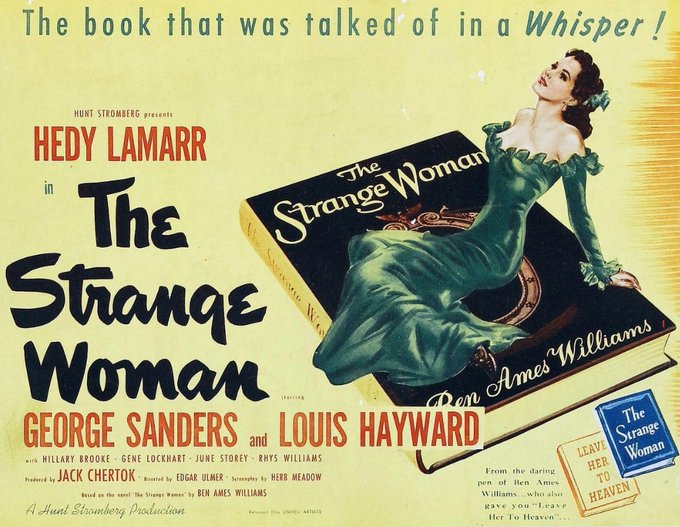 The book that was talked of in a Whisper!
HUNT STROMBERG presents
HEDY LAMARR
in
The
Strange
Woman
The
Strange Woman
The Strange Wo
Ben Ames Williams
starring
GEORGE SANDERS and LOUIS HAYWARD
with HILLARY BROOKE · GENE LOCKHART · JUNE STOREY · RHYS WILLIAMS
Produced by JACK CHERTOK · Directed by EDGAR ULMER · Screenplay by HERB MEADOW
Based on the novel "The Strange Woman" by BEN AMES WILLIAMS
A Hunt Stromberg Production
Released thru UNITED ARTISTS
From the daring
pen of Ben Ames
Williams...who also
gave you "Leave
Her To Heaven"...
LEAVE
HER
TO
HEAVEN
The
Strange
Woman